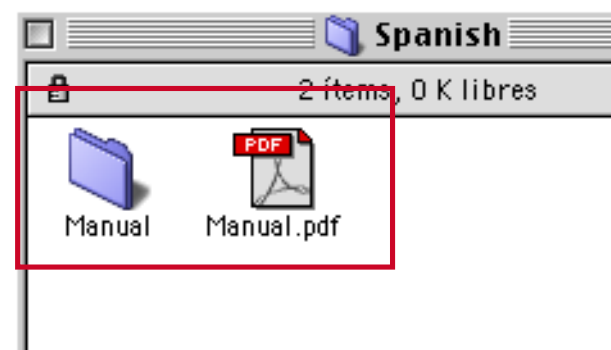 Spanish
2 ítems, 0 K libres
PDF
Manual
Manual.pdf